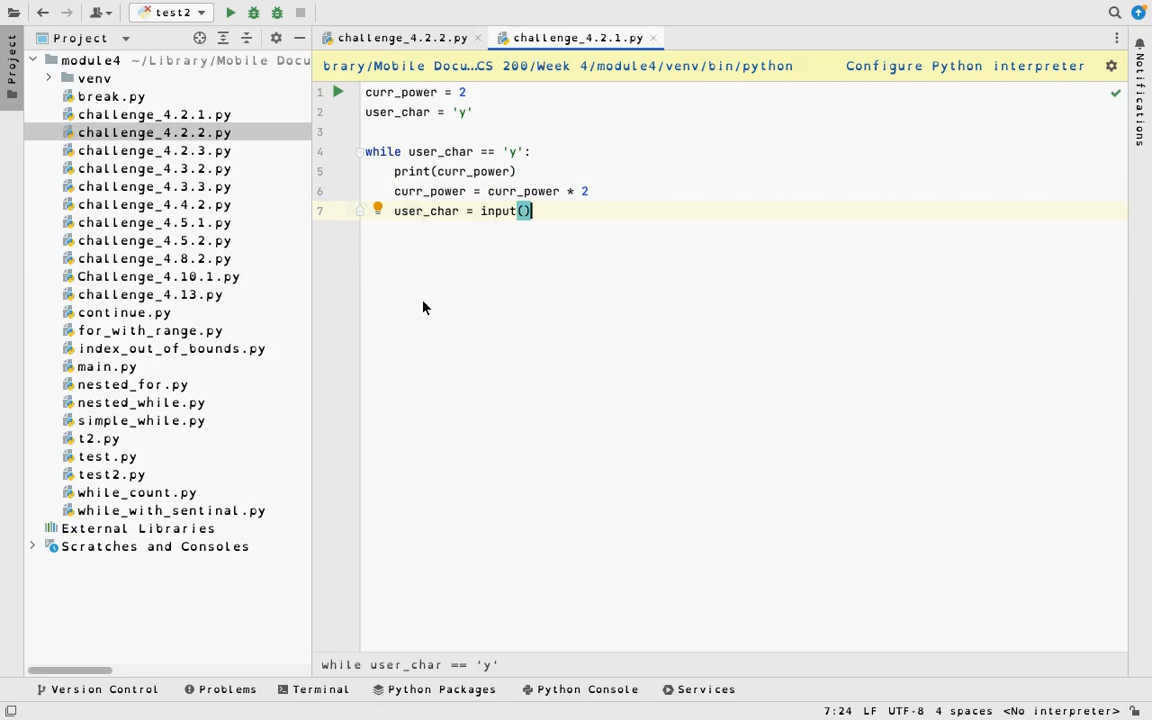 test2
Project
challenge_4.2.2.py
challenge_4.2.1.py
Project
module4 ~/Library/Mobile Docu
venv
break.py
challenge_4.2.1.py
challenge_4.2.2.py
challenge_4.2.3.py
challenge_4.3.2.py
challenge_4.3.3.py
challenge_4.4.2.py
challenge_4.5.1.py
challenge_4.5.2.py
challenge_4.8.2.py
Challenge_4.10.1.py
challenge_4.13.py
continue.py
for_with_range.py
index_out_of_bounds.py
main.py
nested_for.py
nested_while.py
simple_while.py
t2.py
test.py
test2.py
while_count.py
while_with_sentinal.py
External Libraries
Scratches and Consoles
brary/Mobile Docu...CS 200/Week 4/module4/venv/bin/python Configure Python interpreter
1 curr_power = 2
2 user_char = 'y'
3
4 while user_char == 'y':
5 print(curr_power)
6 curr_power = curr_power * 2
7 user_char = input()
Notifications
while user_char == 'y'
Version Control Problems Terminal Python Packages Python Console Services
7:24 LF UTF-8 4 spaces <No interpreter>